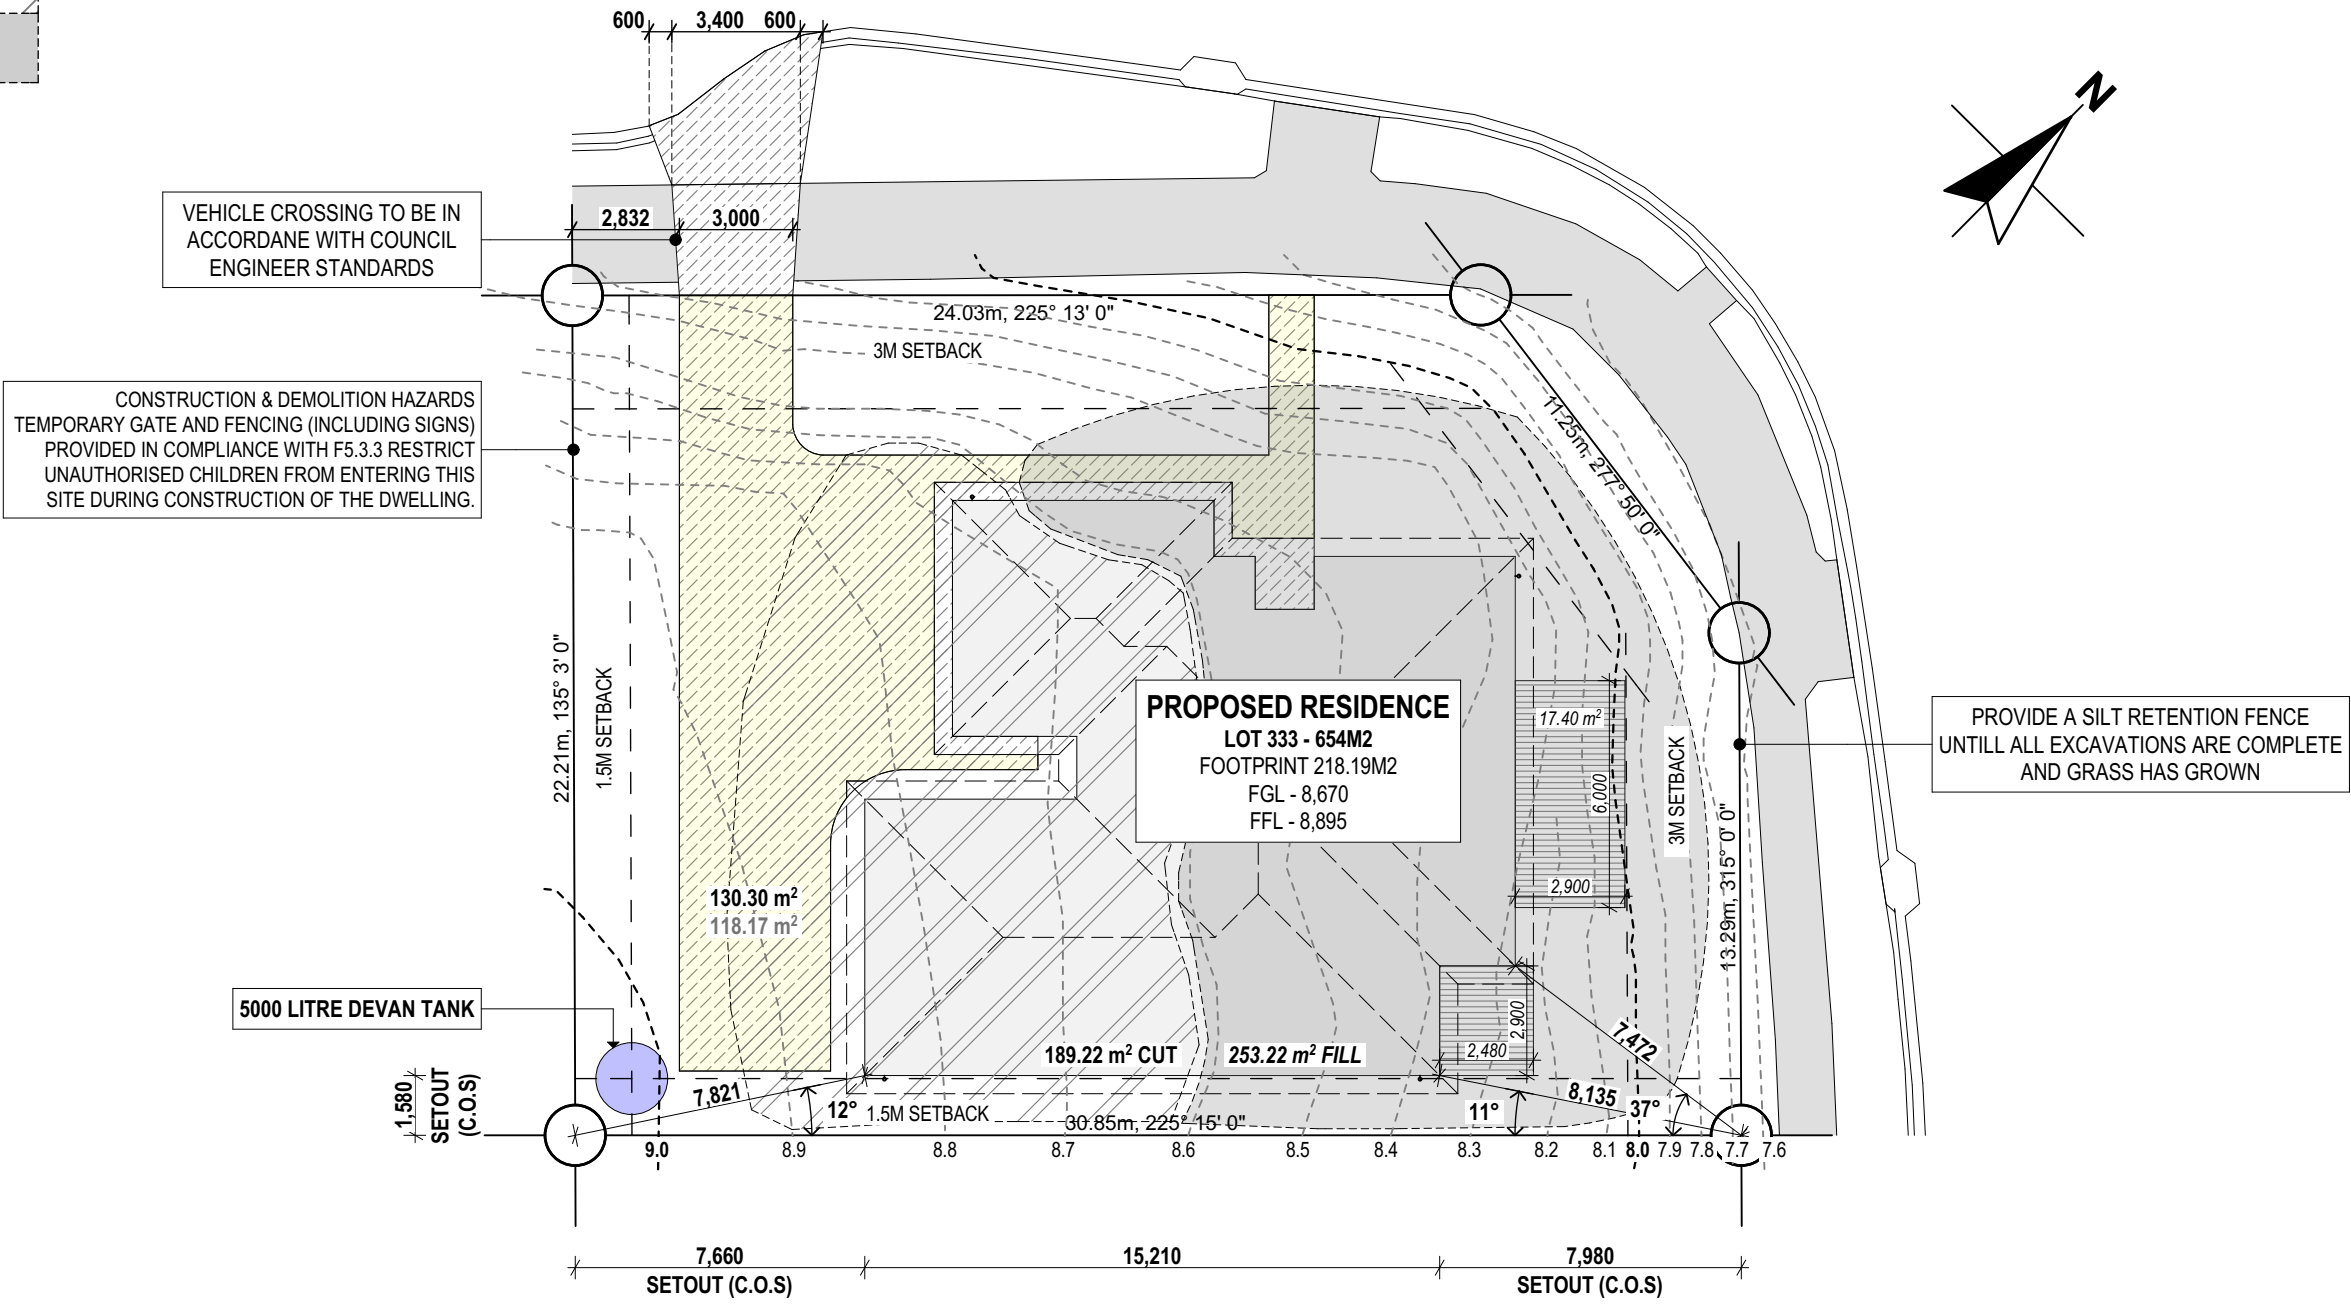 600
3,400
600
N
VEHICLE CROSSING TO BE IN
ACCORDANE WITH COUNCIL
ENGINEER STANDARDS
2,832
3,000
24.03m, 225° 13' 0"
3M SETBACK
CONSTRUCTION & DEMOLITION HAZARDS
TEMPORARY GATE AND FENCING (INCLUDING SIGNS)
PROVIDED IN COMPLIANCE WITH F5.3.3 RESTRICT
UNAUTHORISED CHILDREN FROM ENTERING THIS
SITE DURING CONSTRUCTION OF THE DWELLING.
11.25m, 277° 50' 0"
22.21m, 135° 3' 0"
1.5M SETBACK
PROPOSED RESIDENCE
LOT 333 - 654M2
FOOTPRINT 218.19M2
FGL - 8,670
FFL - 8,895
17.40 m²
6,000
2,900
3M SETBACK
13.29m, 315° 0' 0"
PROVIDE A SILT RETENTION FENCE
UNTILL ALL EXCAVATIONS ARE COMPLETE
AND GRASS HAS GROWN
130.30 m²
118.17 m²
5000 LITRE DEVAN TANK
189.22 m² CUT
253.22 m² FILL
2,900
2,480
7,472
1,580
SETOUT
(C.O.S)
7,821
12°
1.5M SETBACK
30.85m, 225° 15' 0"
11°
8,135
37°
9.0
8.9
8.8
8.7
8.6
8.5
8.4
8.3
8.2
8.1
8.0
7.9
7.8
7.7
7.6
7,660
SETOUT (C.O.S)
15,210
7,980
SETOUT (C.O.S)